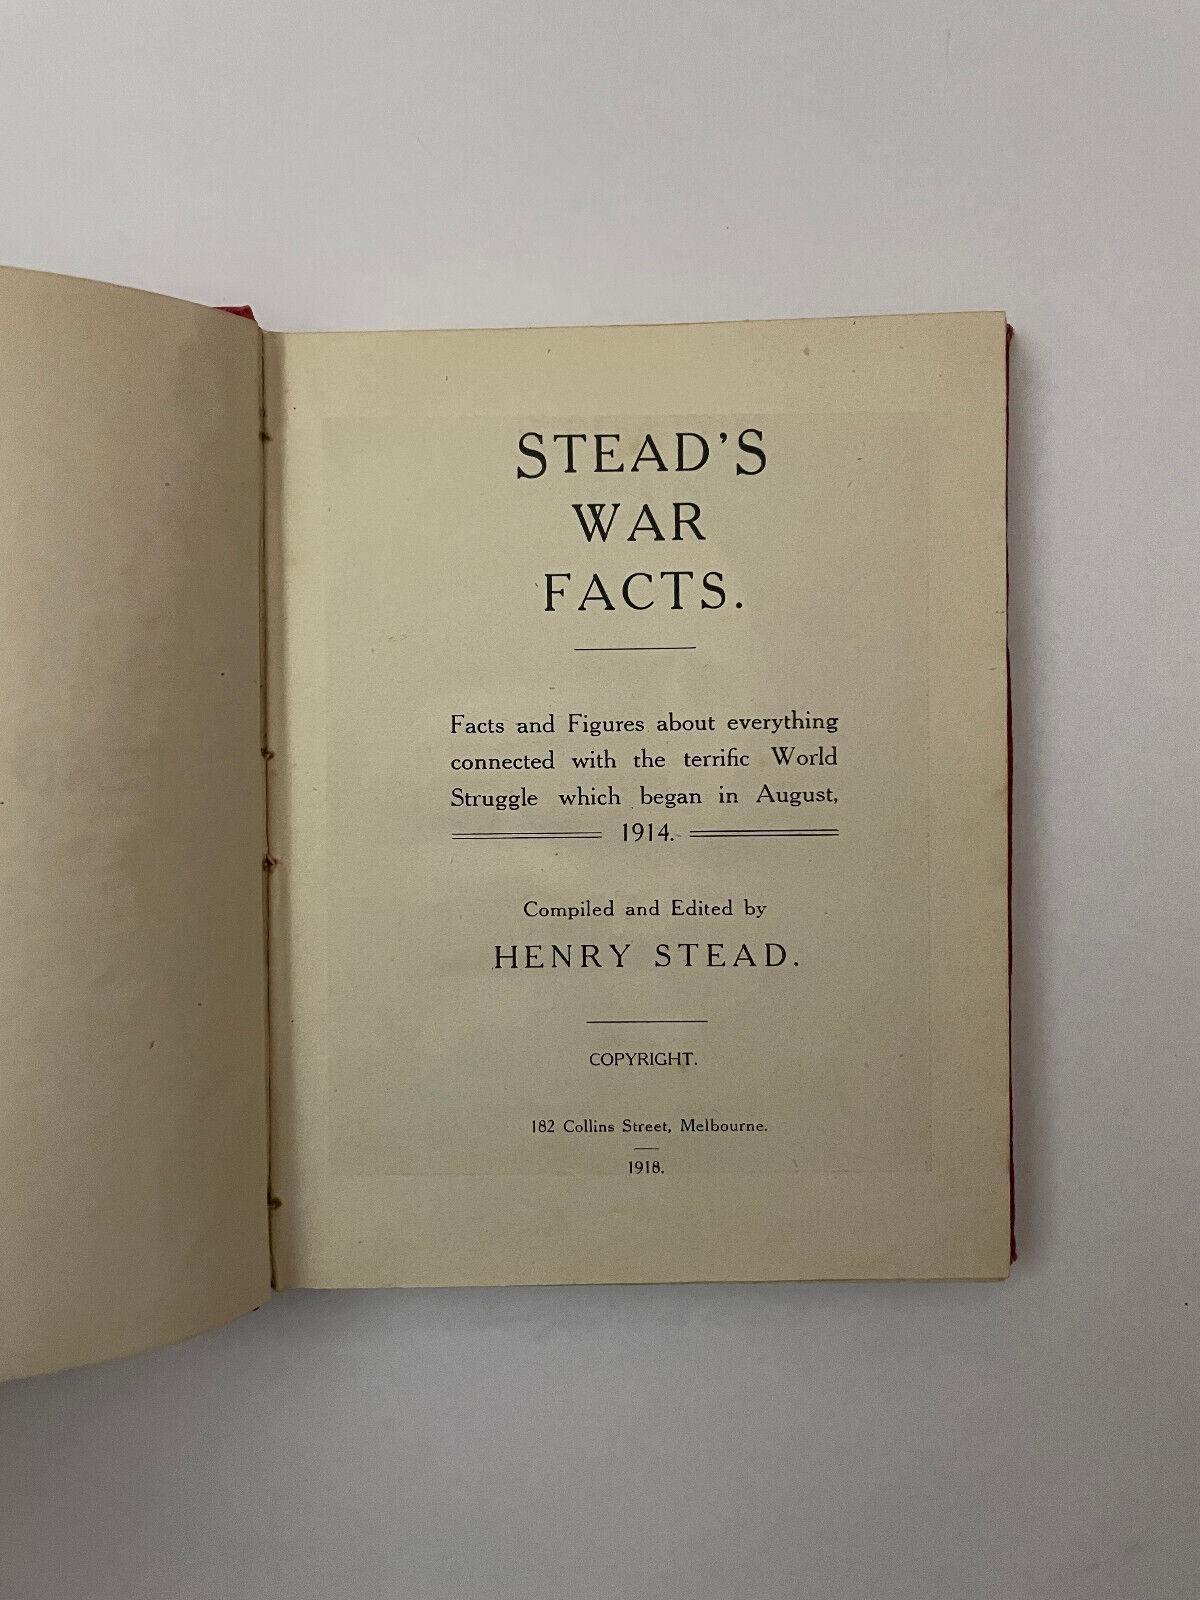 STEAD'S
WAR
FACTS.
Facts and Figures about everything
connected with the terrific World
Struggle which began in August,
1914.
Compiled and Edited by
HENRY STEAD.
COPYRIGHT.
182 Collins Street, Melbourne.
1918.